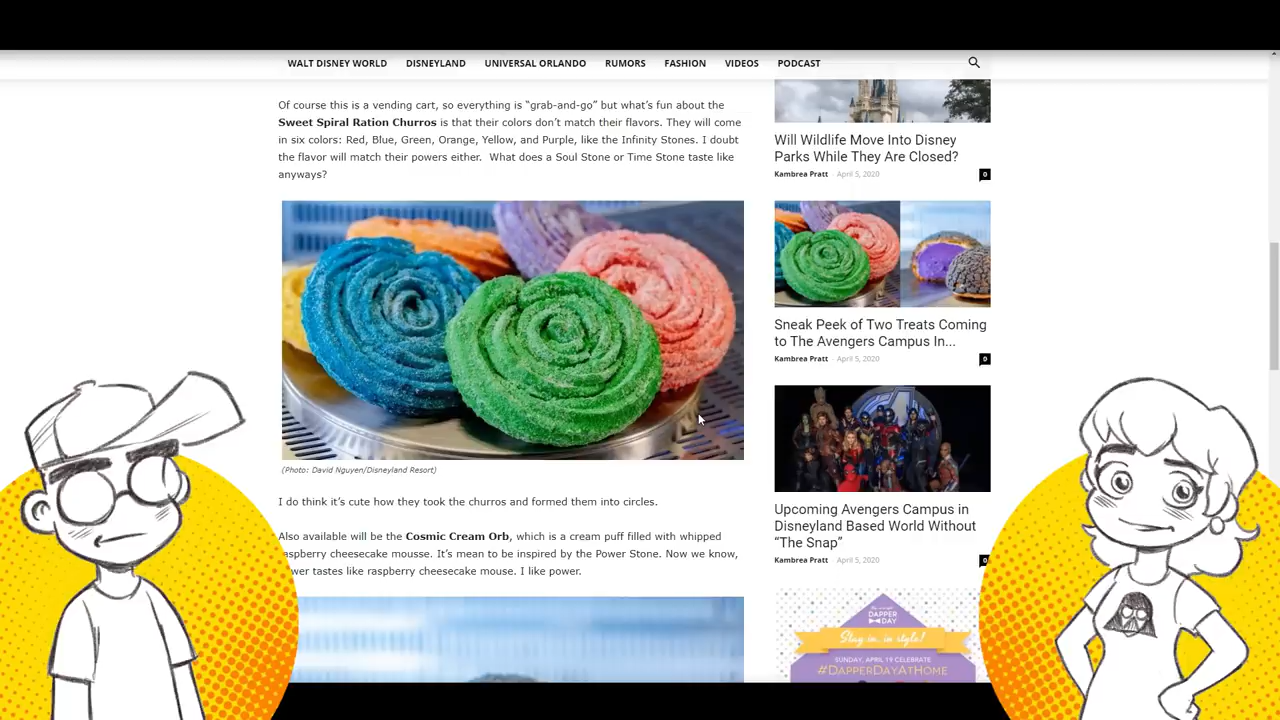 WALT DISNEY WORLD DISNEYLAND UNIVERSAL ORLANDO RUMORS FASHION VIDEOS PODCAST
Of course this is a vending cart, so everything is “grab-and-go” but what’s fun about the
Sweet Spiral Ration Churros is that their colors don’t match their flavors. They will come
in six colors: Red, Blue, Green, Orange, Yellow, and Purple, like the Infinity Stones. I doubt
the flavor will match their powers either. What does a Soul Stone or Time Stone taste like
anyways?
(Photo: David Nguyen/Disneyland Resort)
I do think it’s cute how they took the churros and formed them into circles.
Also available will be the Cosmic Cream Orb, which is a cream puff filled with whipped
aspberry cheesecake mousse. It’s mean to be inspired by the Power Stone. Now we know,
wer tastes like raspberry cheesecake mouse. I like power.
Will Wildlife Move Into Disney
Parks While They Are Closed?
Kambrea Pratt - April 5, 2020 0
Sneak Peek of Two Treats Coming
to The Avengers Campus In...
Kambrea Pratt - April 5, 2020 0
Upcoming Avengers Campus in
Disneyland Based World Without
“The Snap”
Kambrea Pratt - April 5, 2020 0
DAPPER
DAY
Stay in.. in style!
SUNDAY, APRIL 19 CELEBRATE
#DAPPERDAYATHOME